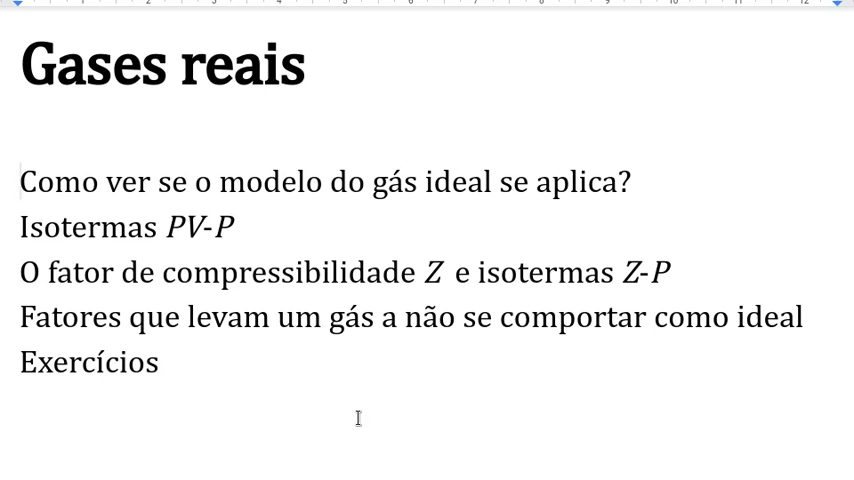 Gases reais
Como ver se o modelo do gás ideal se aplica?
Isotermas PV-P
O fator de compressibilidade Z e isotermas Z-P
Fatores que levam um gás a não se comportar como ideal
Exercícios